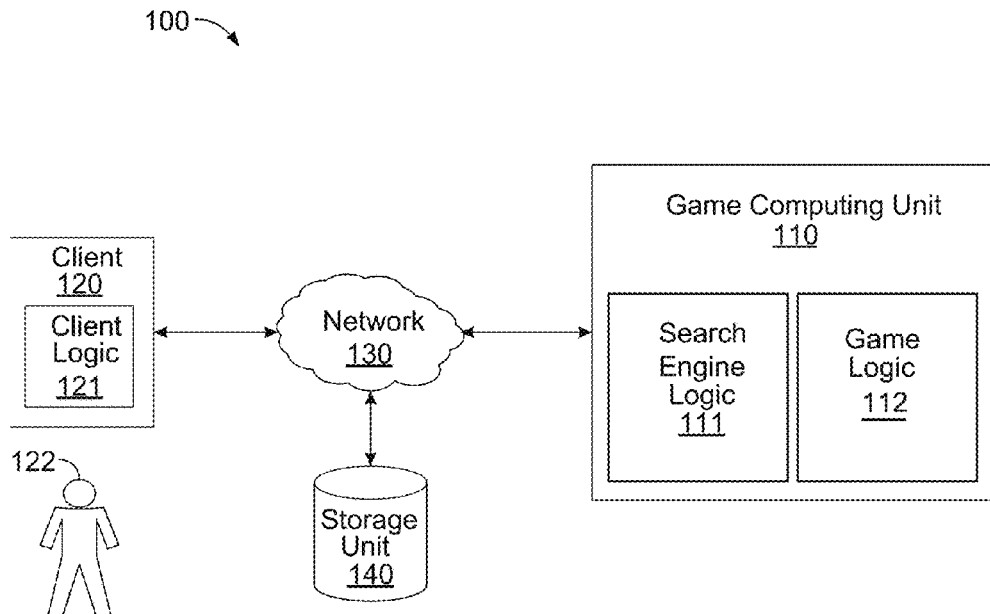 100
Game Computing Unit
110
Client
120
Client
Logic
121
Network
130
Search
Engine
Logic
111
Game
Logic
112
122
Storage
Unit
140